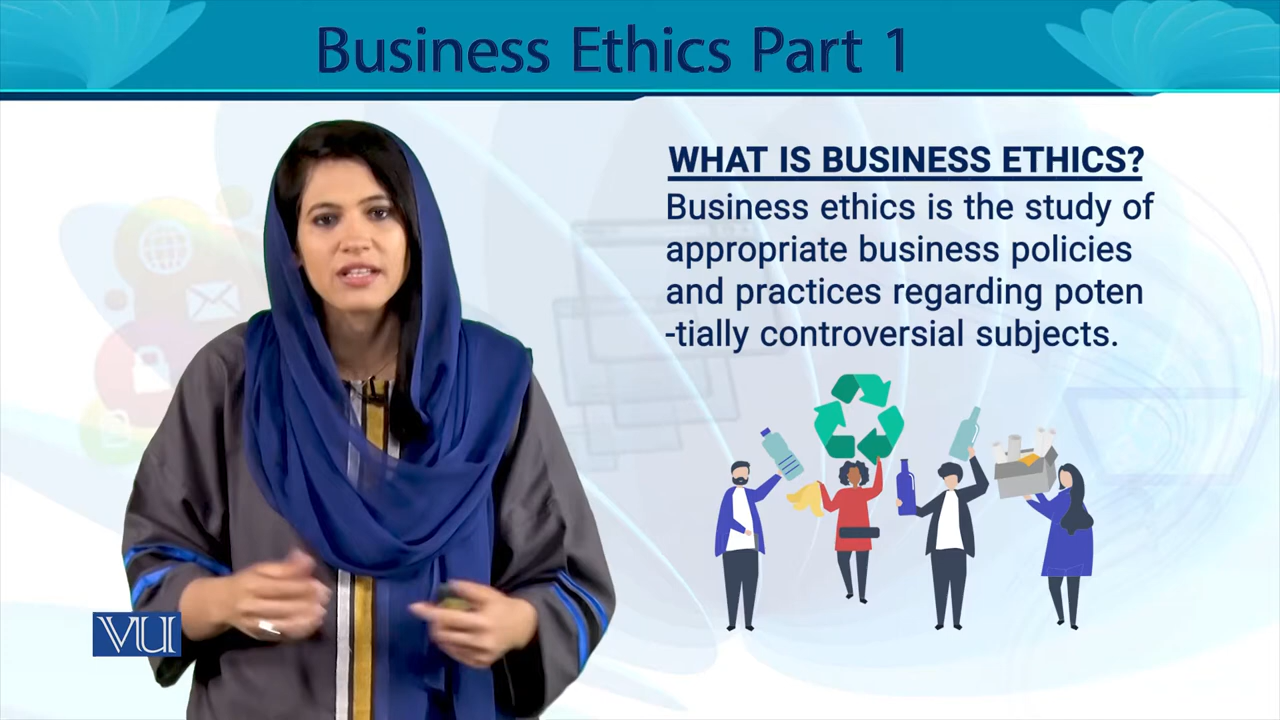 Business Ethics Part 1
WHAT IS BUSINESS ETHICS?
Business ethics is the study of
appropriate business policies
and practices regarding poten
-tially controversial subjects.
VU